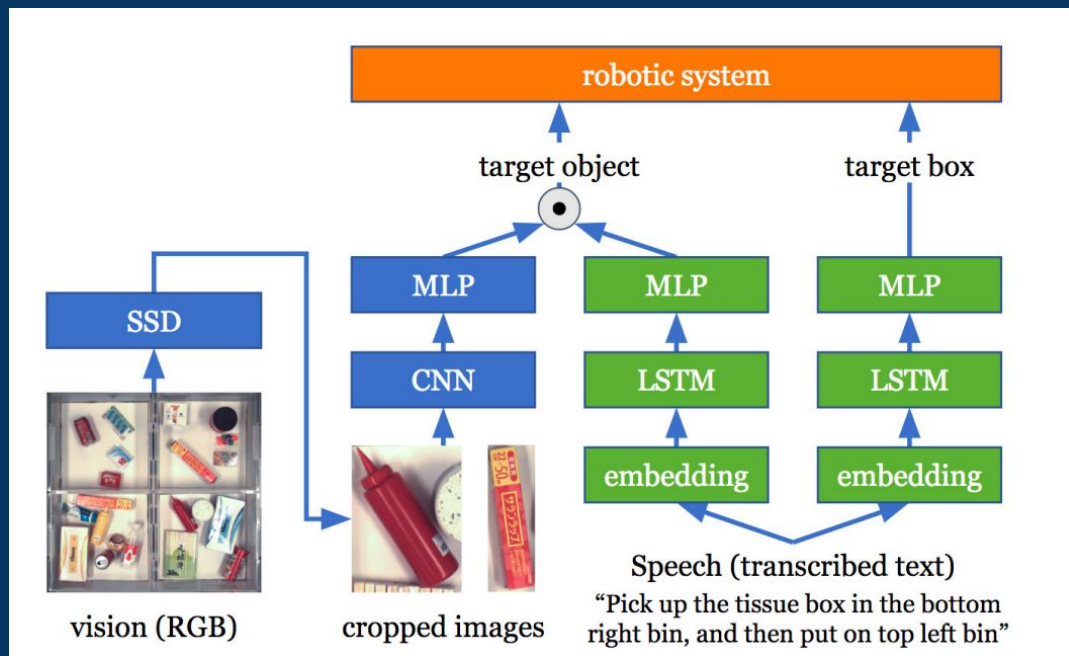 robotic system
target object
target box
MLP
MLP
MLP
SSD
CNN
LSTM
LSTM
embedding
embedding
Speech (transcribed text)
“Pick up the tissue box in the bottom
right bin, and then put on top left bin”
vision (RGB)
cropped images